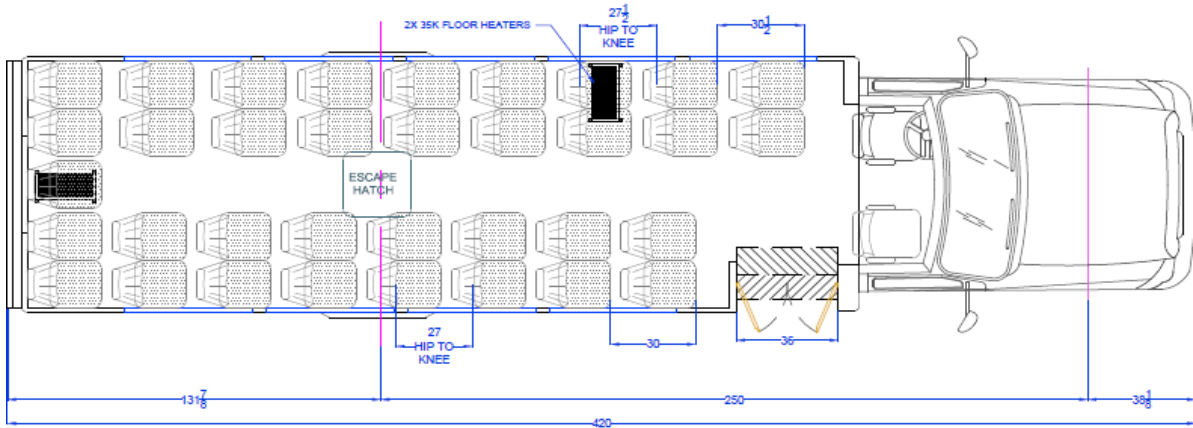 2X 35K FLOOR HEATERS
27 1/2
HIP TO
KNEE
30 1/2
ESCAPE
HATCH
27
HIP TO
KNEE
30
36
131 7/8
250
38 1/8
420